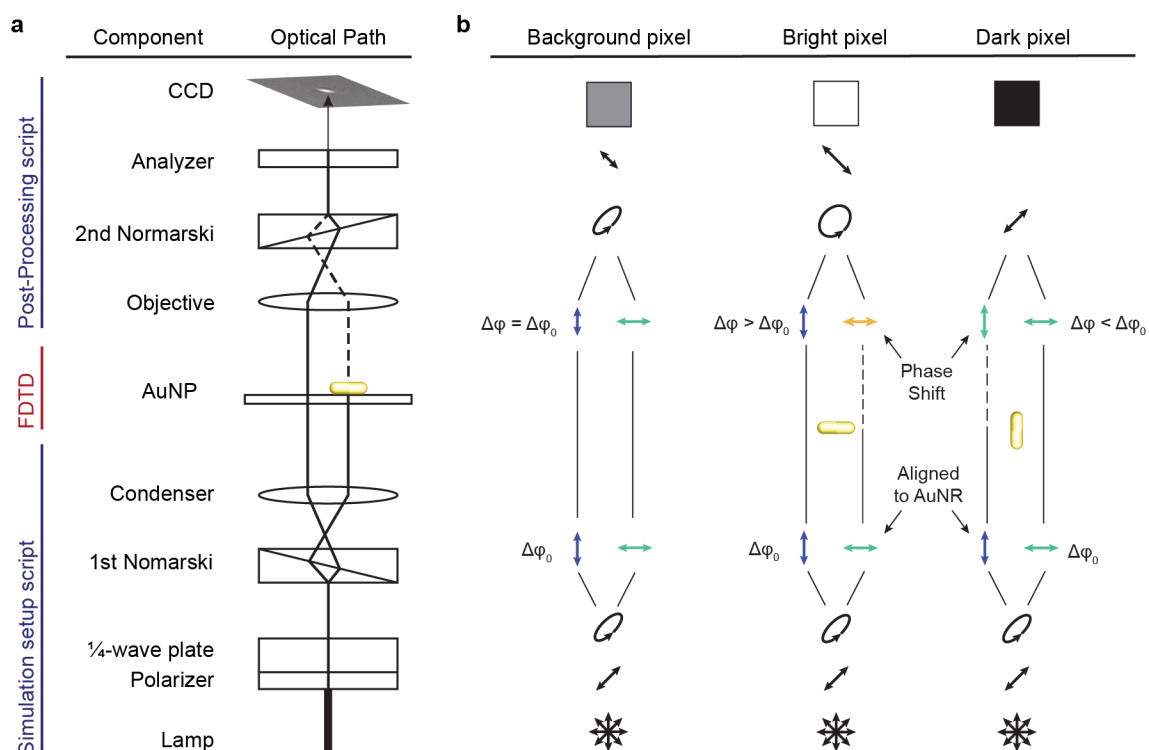 a
Component
Optical Path
CCD
Analyzer
2nd Normarski
Objective
AuNP
Condenser
1st Nomarski
¼-wave plate
Polarizer
Lamp
Post-Processing script
FDTD
Simulation setup script
b
Background pixel
Bright pixel
Dark pixel
Δφ = Δφ₀
Δφ > Δφ₀
Δφ < Δφ₀
Phase
Shift
Aligned
to AuNR
Δφ₀
Δφ₀
Δφ₀